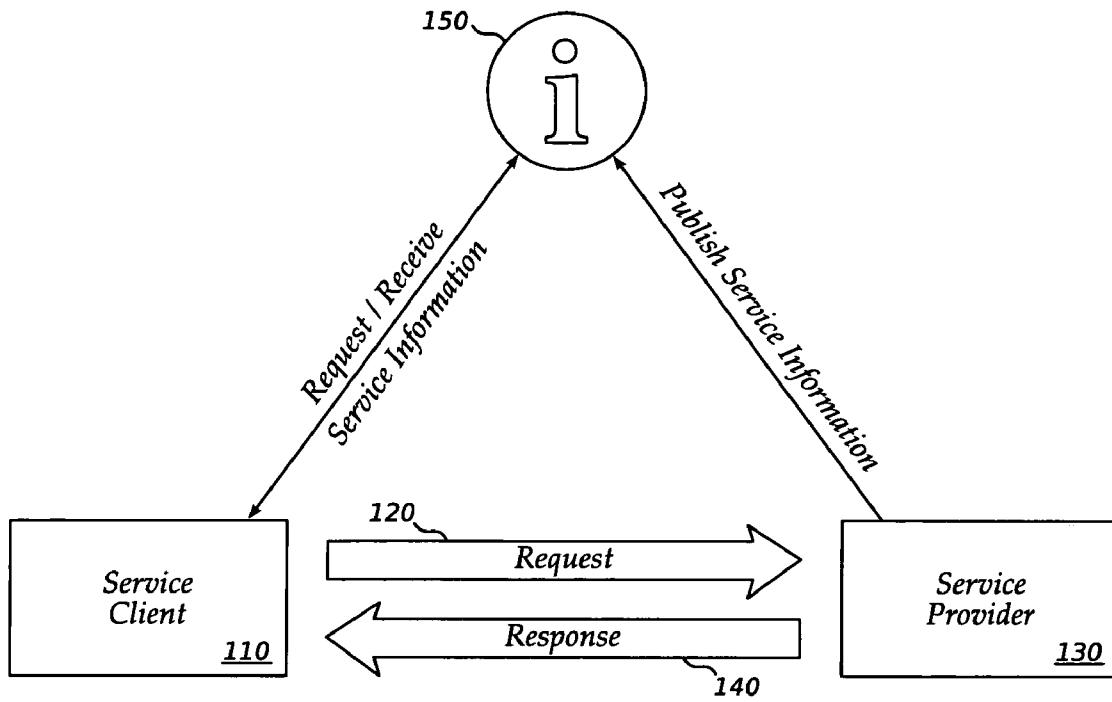 150
i
Request / Receive
Service Information
Publish Service Information
120
Request
Service
Client
110
Response
140
Service
Provider
130